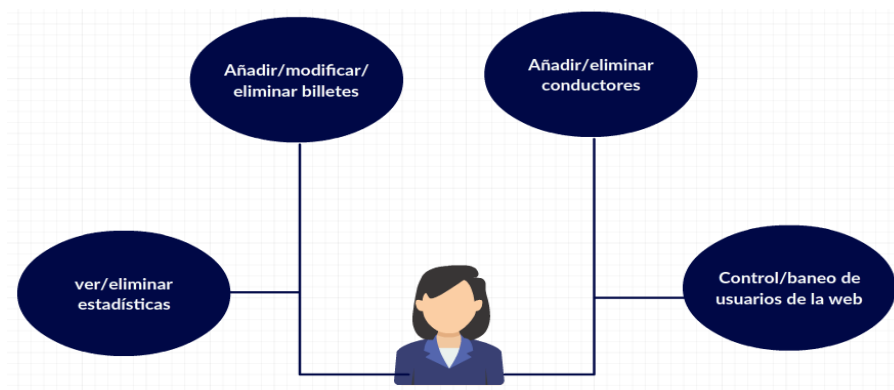 Añadir/modificar/
eliminar billetes
Añadir/eliminar
conductores
ver/eliminar
estadísticas
Control/baneo de
usuarios de la web